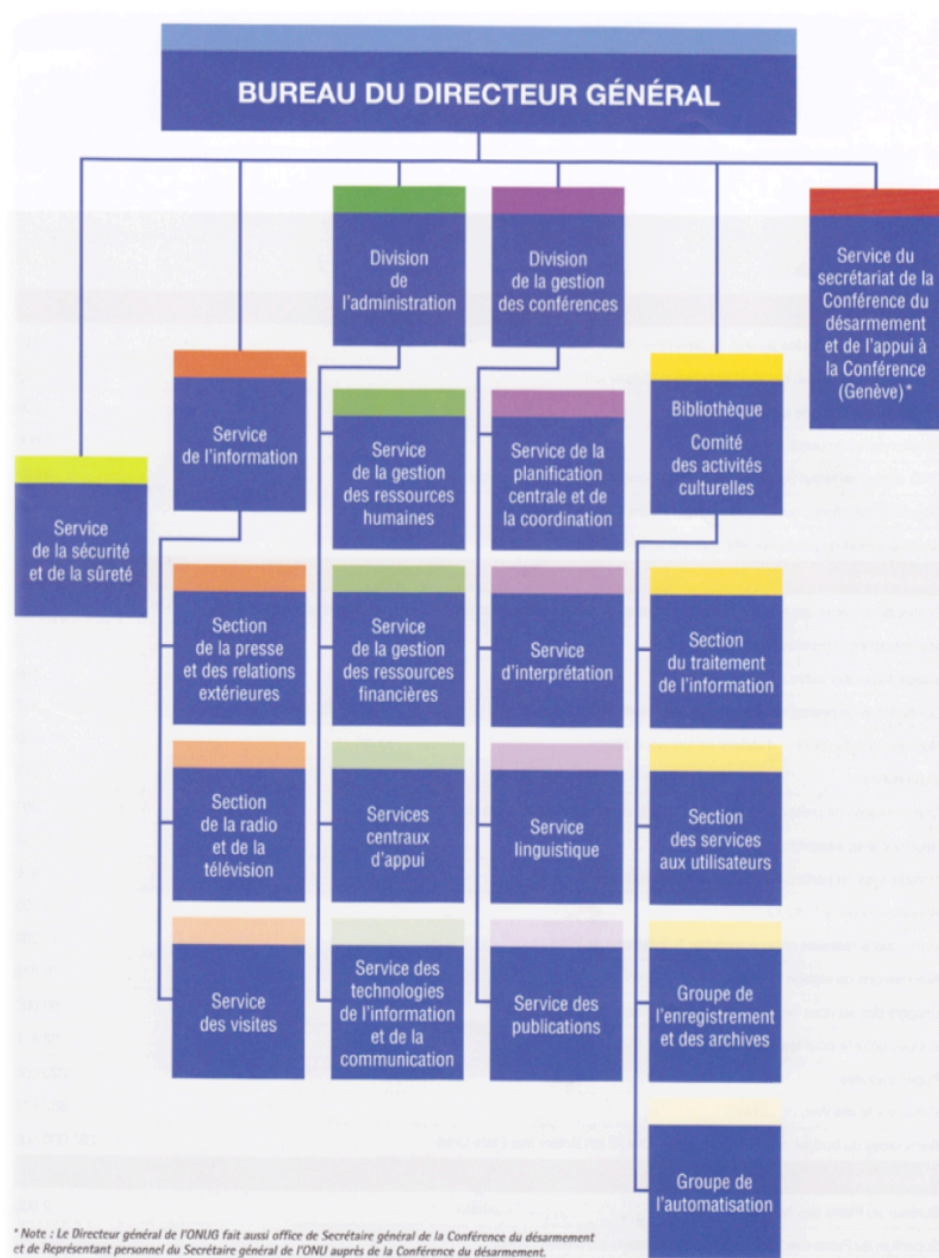 BUREAU DU DIRECTEUR GÉNÉRAL
Service
de la sécurité
et de la sûreté
Service
de l'information
Section
de la presse
et des relations
extérieures
Section
de la radio
et de la
télévision
Service
des visites
Division
de
l'administration
Service
de la gestion
des ressources
humaines
Service
de la gestion
des ressources
financières
Services
centraux
d'appui
Service des
technologies
de l'information
et de la
communication
Division
de la gestion
des conférences
Service de la
planification
centrale et de
la coordination
Service
d'interprétation
Service
linguistique
Service des
publications
Bibliothèque
Comité
des activités
culturelles
Section
du traitement
de l'information
Section
des services
aux utilisateurs
Groupe de
l'enregistrement
et des archives
Groupe de
l'automatisation
Service du
secrétariat de la
Conférence du
désarmement
et de l'appui à
la Conférence
(Genève)*
* Note : Le Directeur général de l'ONUG fait aussi office de Secrétaire général de la Conférence du désarmement
et de Représentant personnel du Secrétaire général de l'ONU auprès de la Conférence du désarmement.